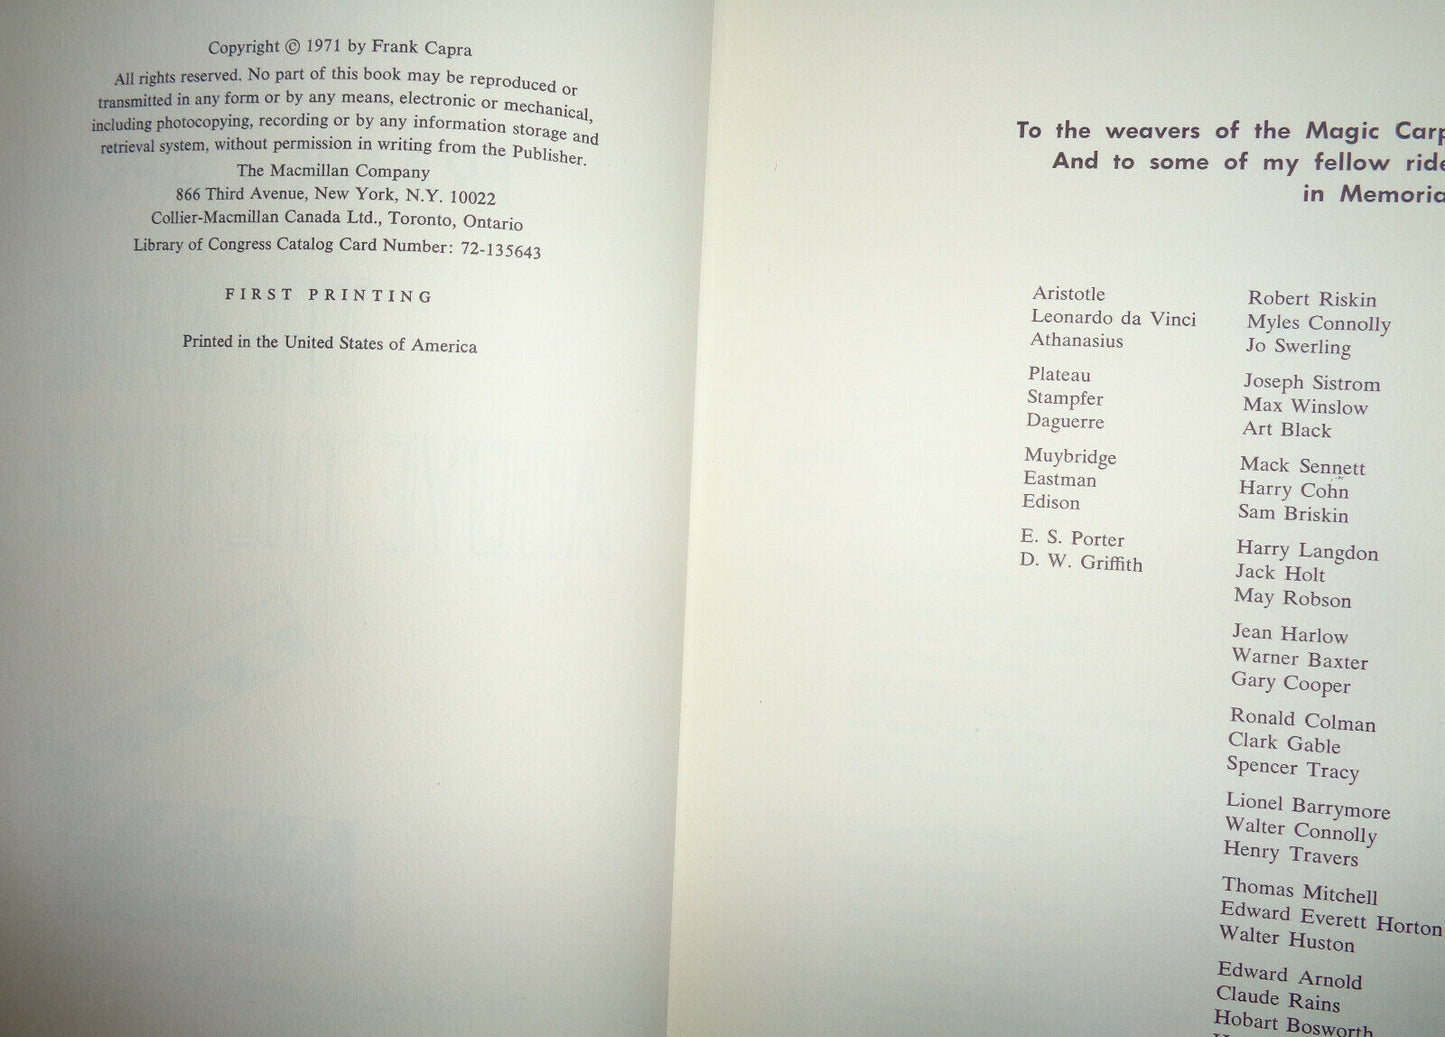 Copyright © 1971 by Frank Capra
All rights reserved. No part of this book may be reproduced or
transmitted in any form or by any means, electronic or mechanical,
including photocopying, recording or by any information storage and
retrieval system, without permission in writing from the Publisher.
The Macmillan Company
866 Third Avenue, New York, N.Y. 10022
Collier-Macmillan Canada Ltd., Toronto, Ontario
Library of Congress Catalog Card Number: 72-135643
FIRST PRINTING
Printed in the United States of America
To the weavers of the Magic
And to some of my fellow
in
Aristotle
Leonardo da Vinci
Athanasius
Plateau
Stampfer
Daguerre
Muybridge
Eastman
Edison
E. S. Porter
D. W. Griffith
Robert Riskin
Myles Connolly
Jo Swerling
Joseph Sistrom
Max Winslow
Art Black
Mack Sennett
Harry Cohn
Sam Briskin
Harry Langdon
Jack Holt
May Robson
Jean Harlow
Warner Baxter
Gary Cooper
Ronald Colman
Clark Gable
Spencer Tracy
Lionel Barrymore
Walter Connolly
Henry Travers
Thomas Mitchell
Edward Everett Horton
Walter Huston
Edward Arnold
Claude Rains
Hobart Bosworth